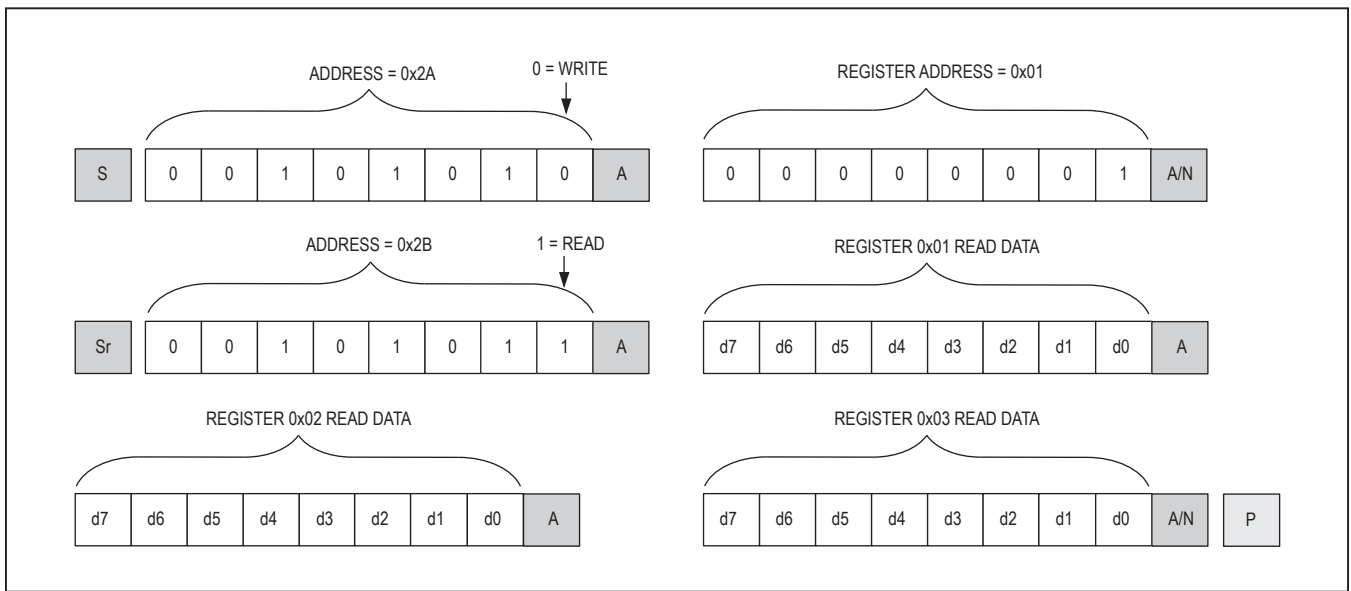 ADDRESS = 0x2A 0 = WRITE REGISTER ADDRESS = 0x01
S 0 0 1 0 1 0 1 0 A 0 0 0 0 0 0 0 1 A/N
ADDRESS = 0x2B 1 = READ REGISTER 0x01 READ DATA
Sr 0 0 1 0 1 0 1 1 A d7 d6 d5 d4 d3 d2 d1 d0 A
REGISTER 0x02 READ DATA REGISTER 0x03 READ DATA
d7 d6 d5 d4 d3 d2 d1 d0 A d7 d6 d5 d4 d3 d2 d1 d0 A/N P